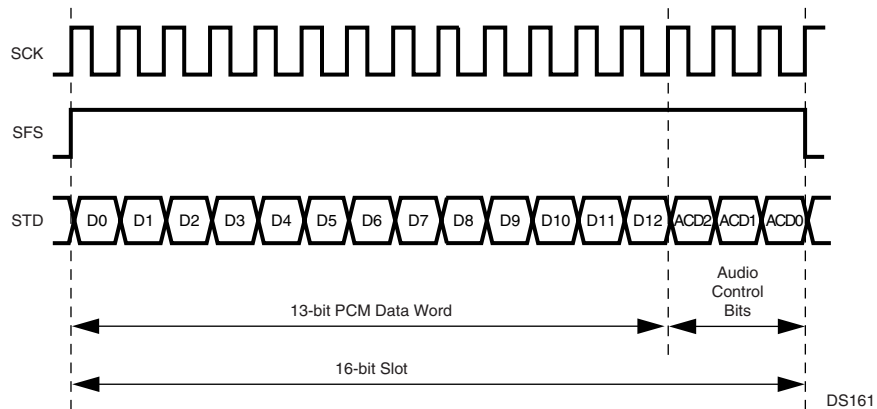 SCK
SFS
STD D0 D1 D2 D3 D4 D5 D6 D7 D8 D9 D10 D11 D12 ACD2 ACD1 ACD0
Audio
Control
Bits
13-bit PCM Data Word
16-bit Slot
DS161